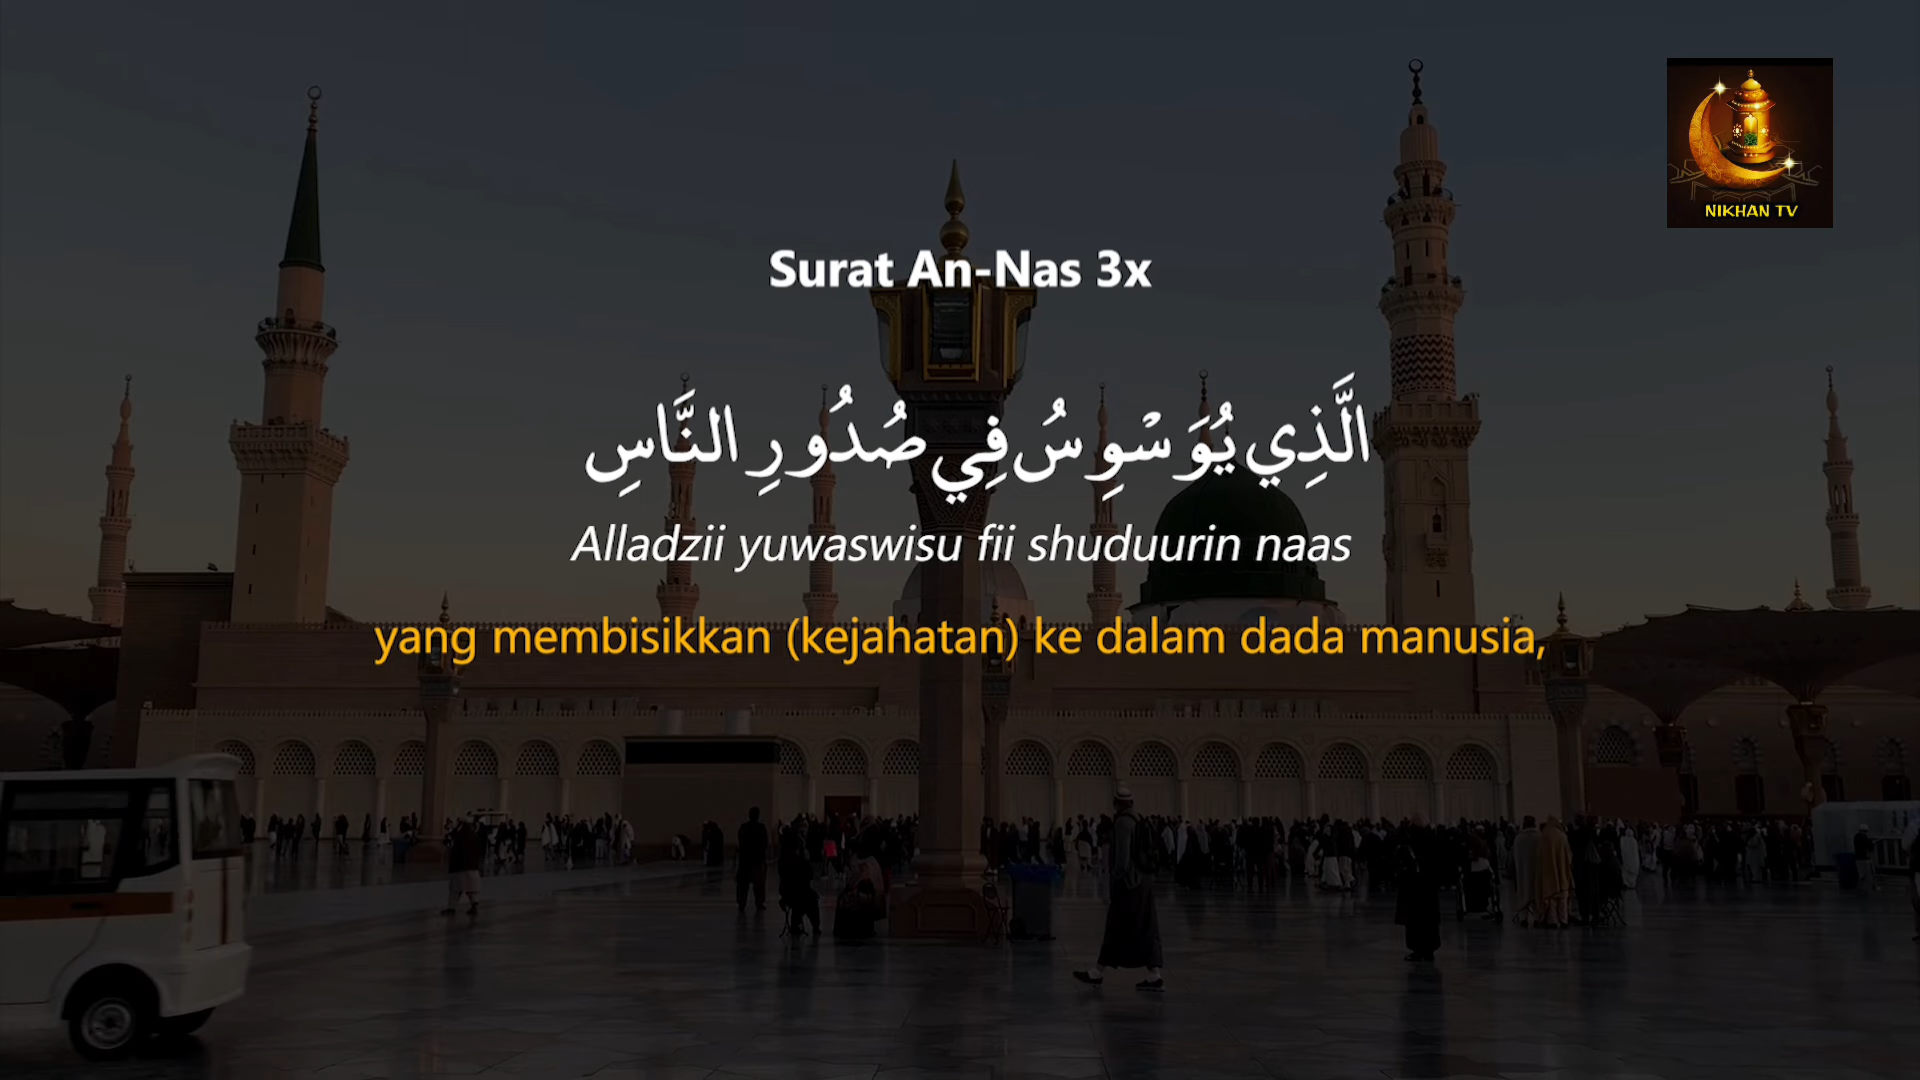 NIKHAN TV
Surat An-Nas 3x
الَّذِي يُوَسْوِسُ فِي صُدُورِ النَّاسِ
Alladzii yuwaswisu fii shuduurin naas
yang membisikkan (kejahatan) ke dalam dada manusia,